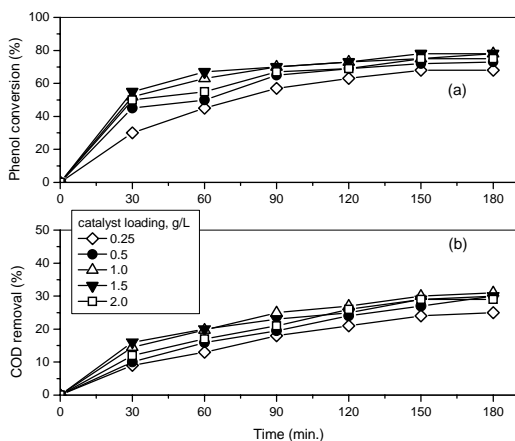 100
80
60
40
20
0
Phenol conversion (%)
(a)
0 30 60 90 120 150 180
50
40
30
20
10
0
COD removal (%)
catalyst loading, g/L
0.25
0.5
1.0
1.5
2.0
(b)
0 30 60 90 120 150 180
Time (min.)